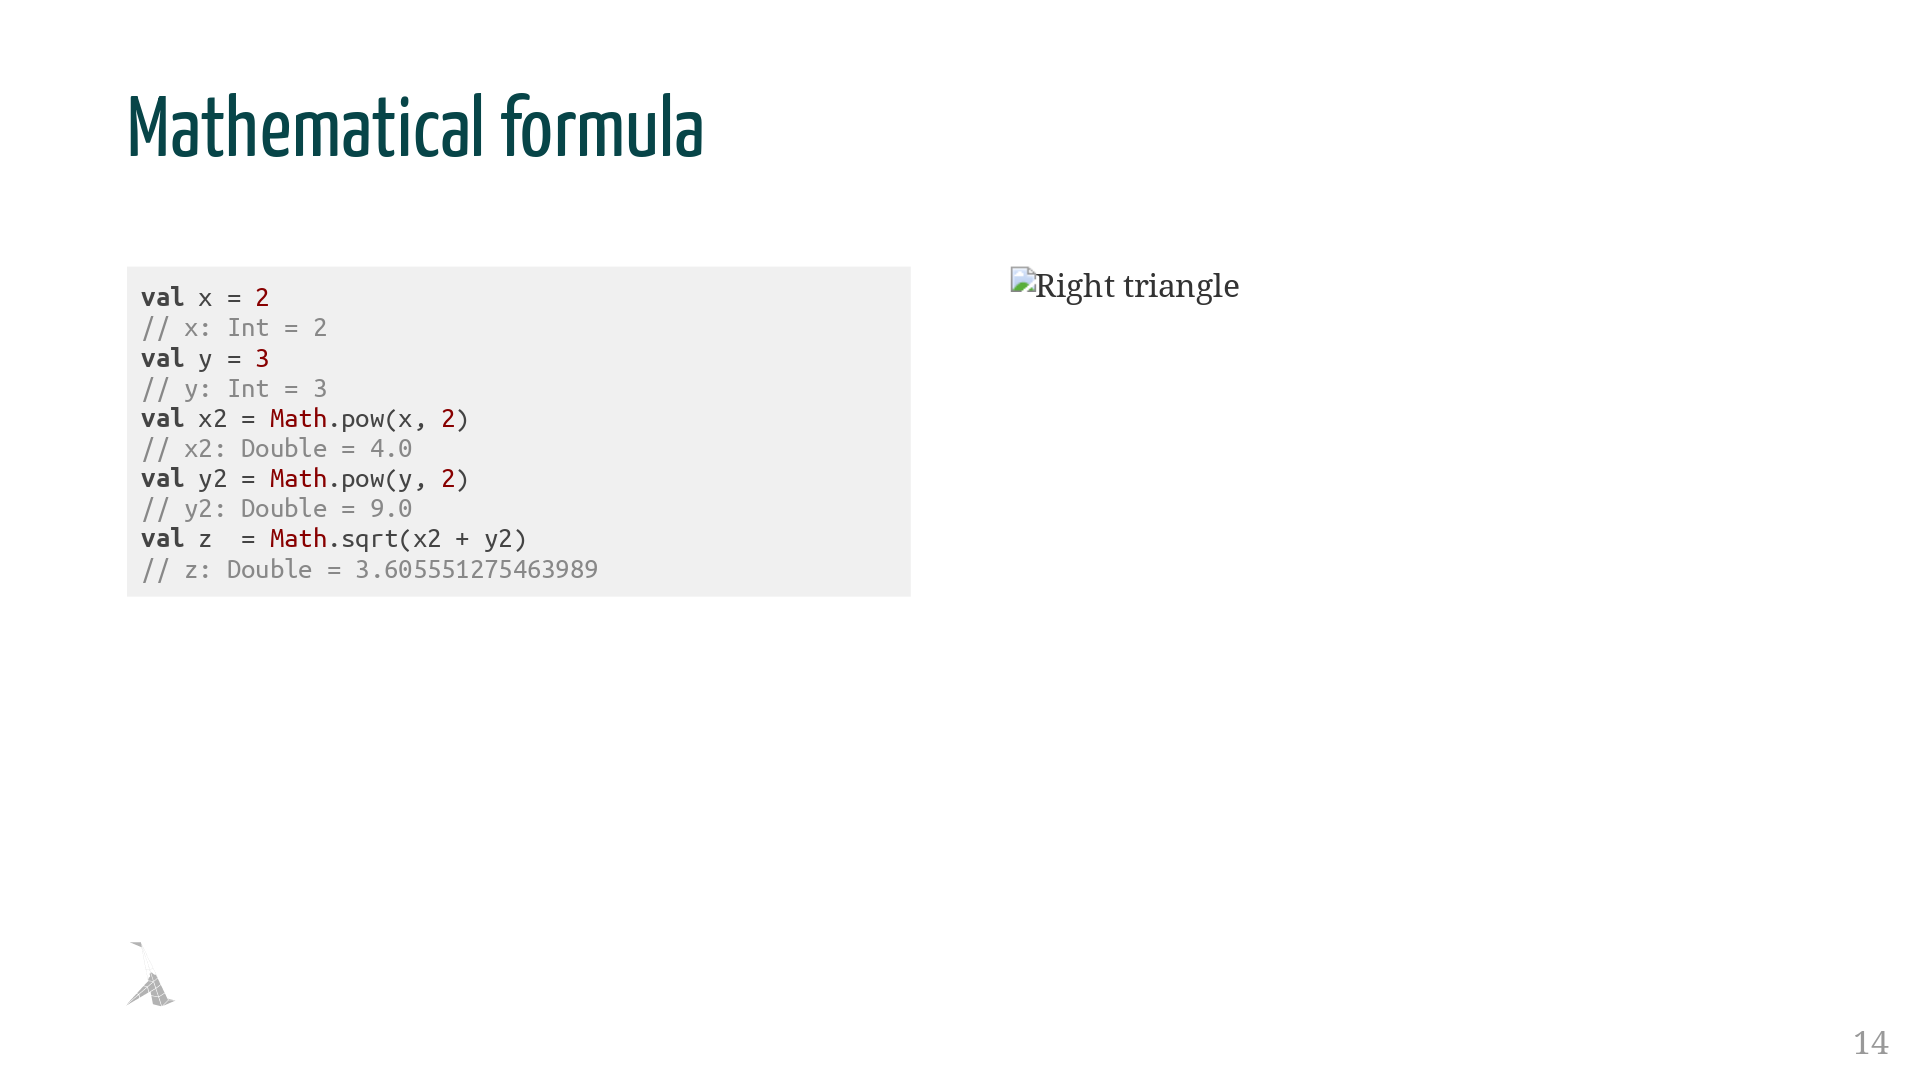 Mathematical formula
val x = 2
// x: Int = 2
val y = 3
// y: Int = 3
val x2 = Math.pow(x, 2)
// x2: Double = 4.0
val y2 = Math.pow(y, 2)
// y2: Double = 9.0
val z  = Math.sqrt(x2 + y2)
// z: Double = 3.605551275463989
Right triangle
14